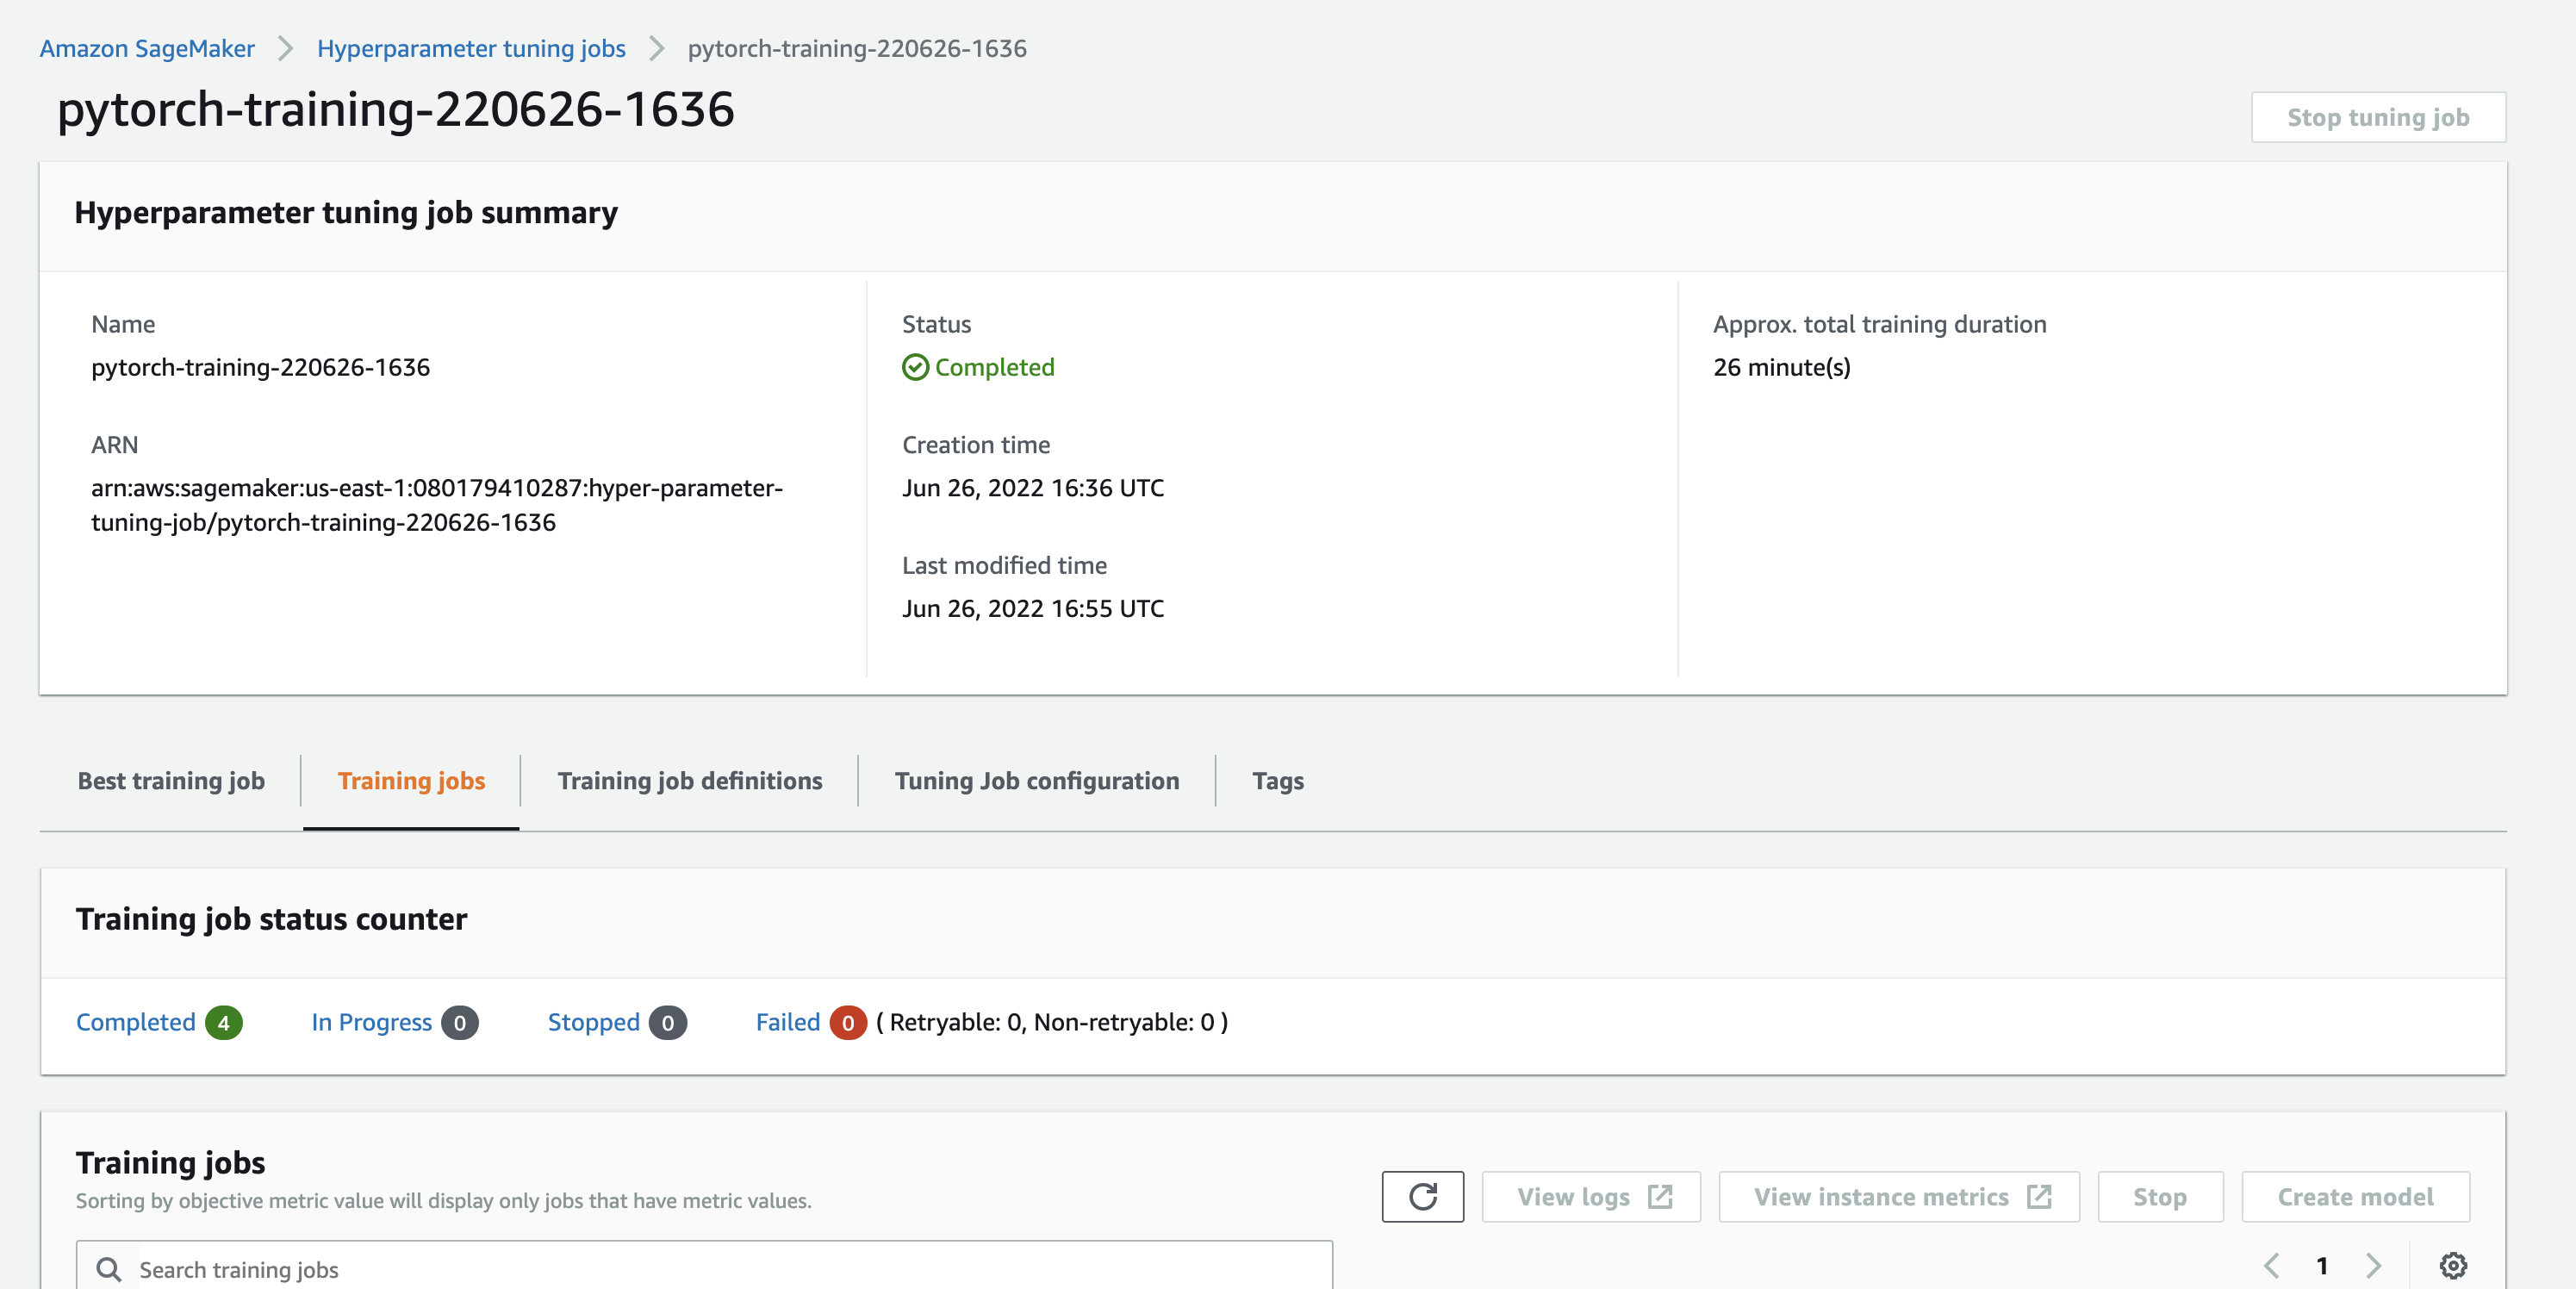 Amazon SageMaker > Hyperparameter tuning jobs > pytorch-training-220626-1636
pytorch-training-220626-1636
Stop tuning job
Hyperparameter tuning job summary
Name
pytorch-training-220626-1636
ARN
arn:aws:sagemaker:us-east-1:080179410287:hyper-parameter-
tuning-job/pytorch-training-220626-1636
Status
Completed
Creation time
Jun 26, 2022 16:36 UTC
Last modified time
Jun 26, 2022 16:55 UTC
Approx. total training duration
26 minute(s)
Best training job Training jobs Training job definitions Tuning Job configuration Tags
Training job status counter
Completed 4 In Progress 0 Stopped 0 Failed 0 ( Retryable: 0, Non-retryable: 0 )
Training jobs
Sorting by objective metric value will display only jobs that have metric values.
View logs View instance metrics Stop Create model
Search training jobs
1